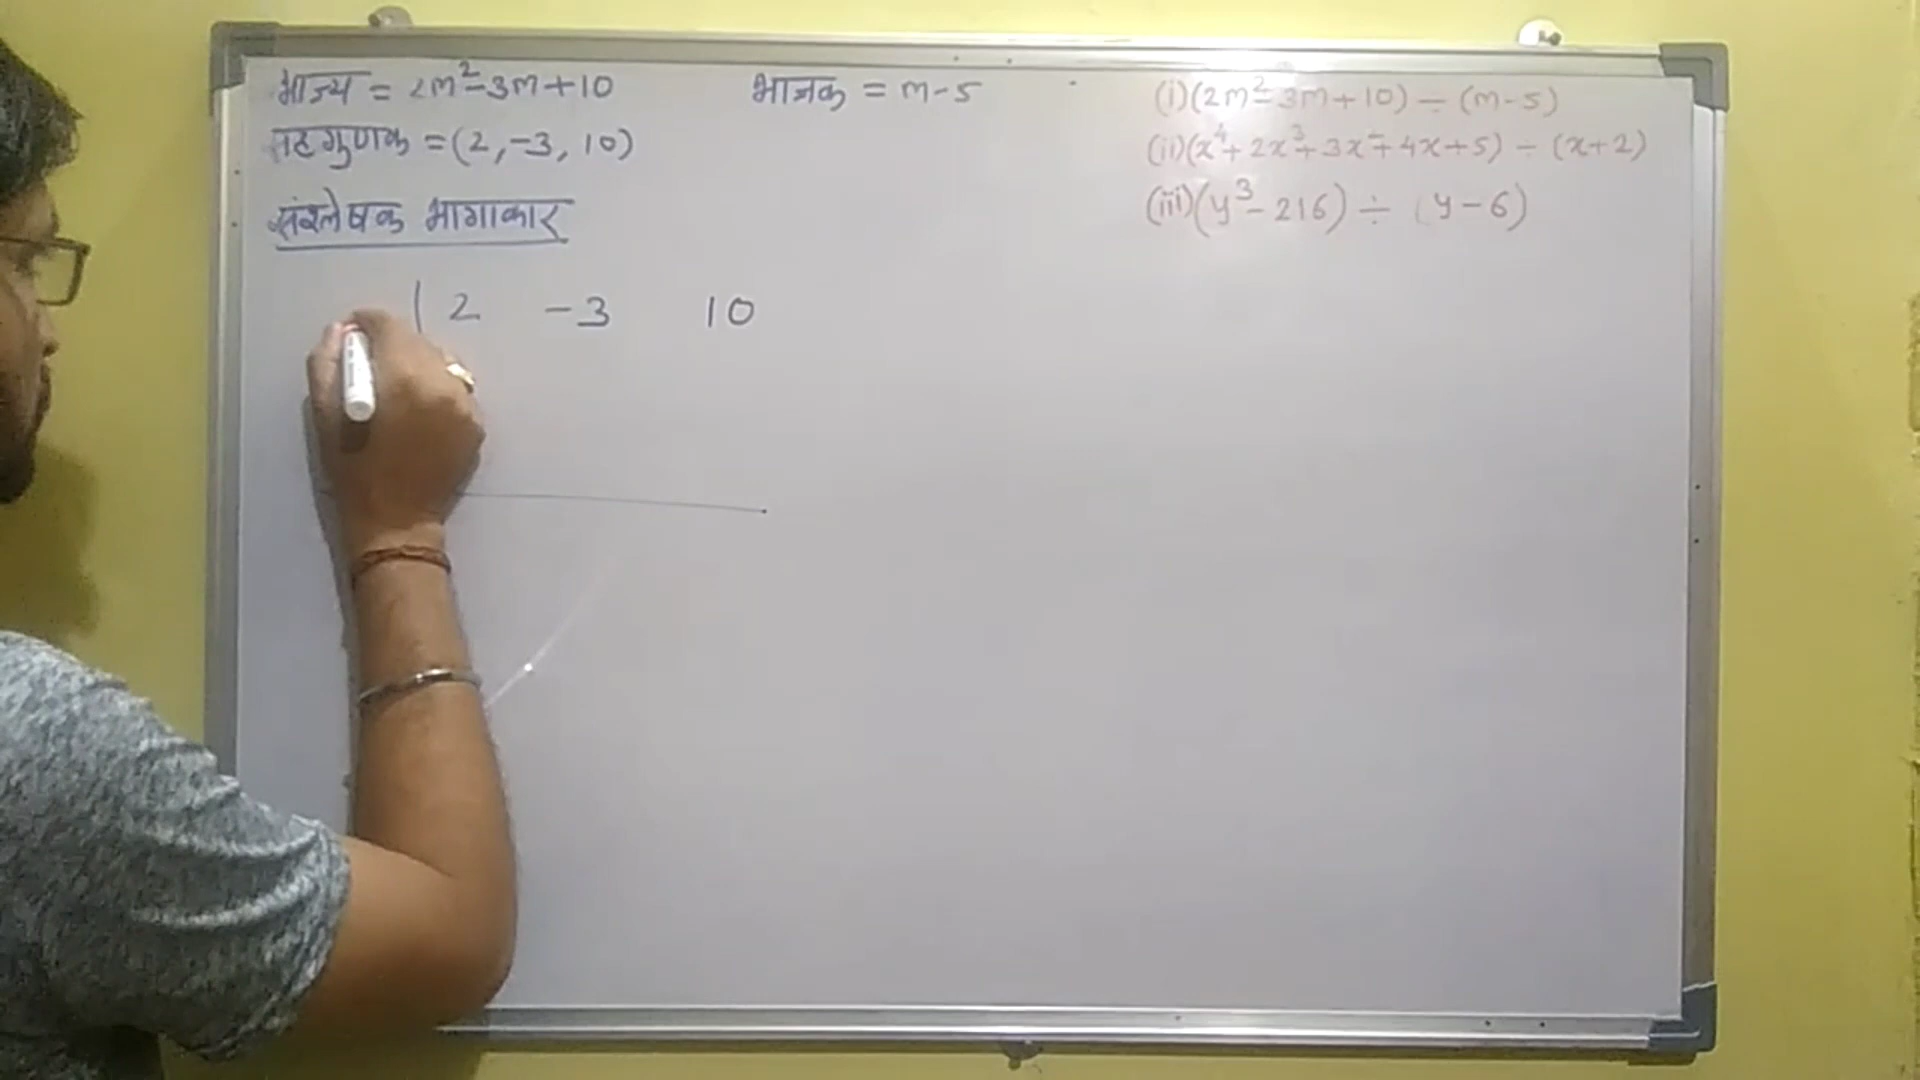 भाज्य = 2m²-3m+10
भाजक = m-5
सहगुणक = (2, -3, 10)
संश्लेषक भागाकार
2 -3 10
(i) (2m²-3m+10) ÷ (m-5)
(ii) (x⁴+2x³+3x²+4x+5) ÷ (x+2)
(iii) (y³-216) ÷ (y-6)